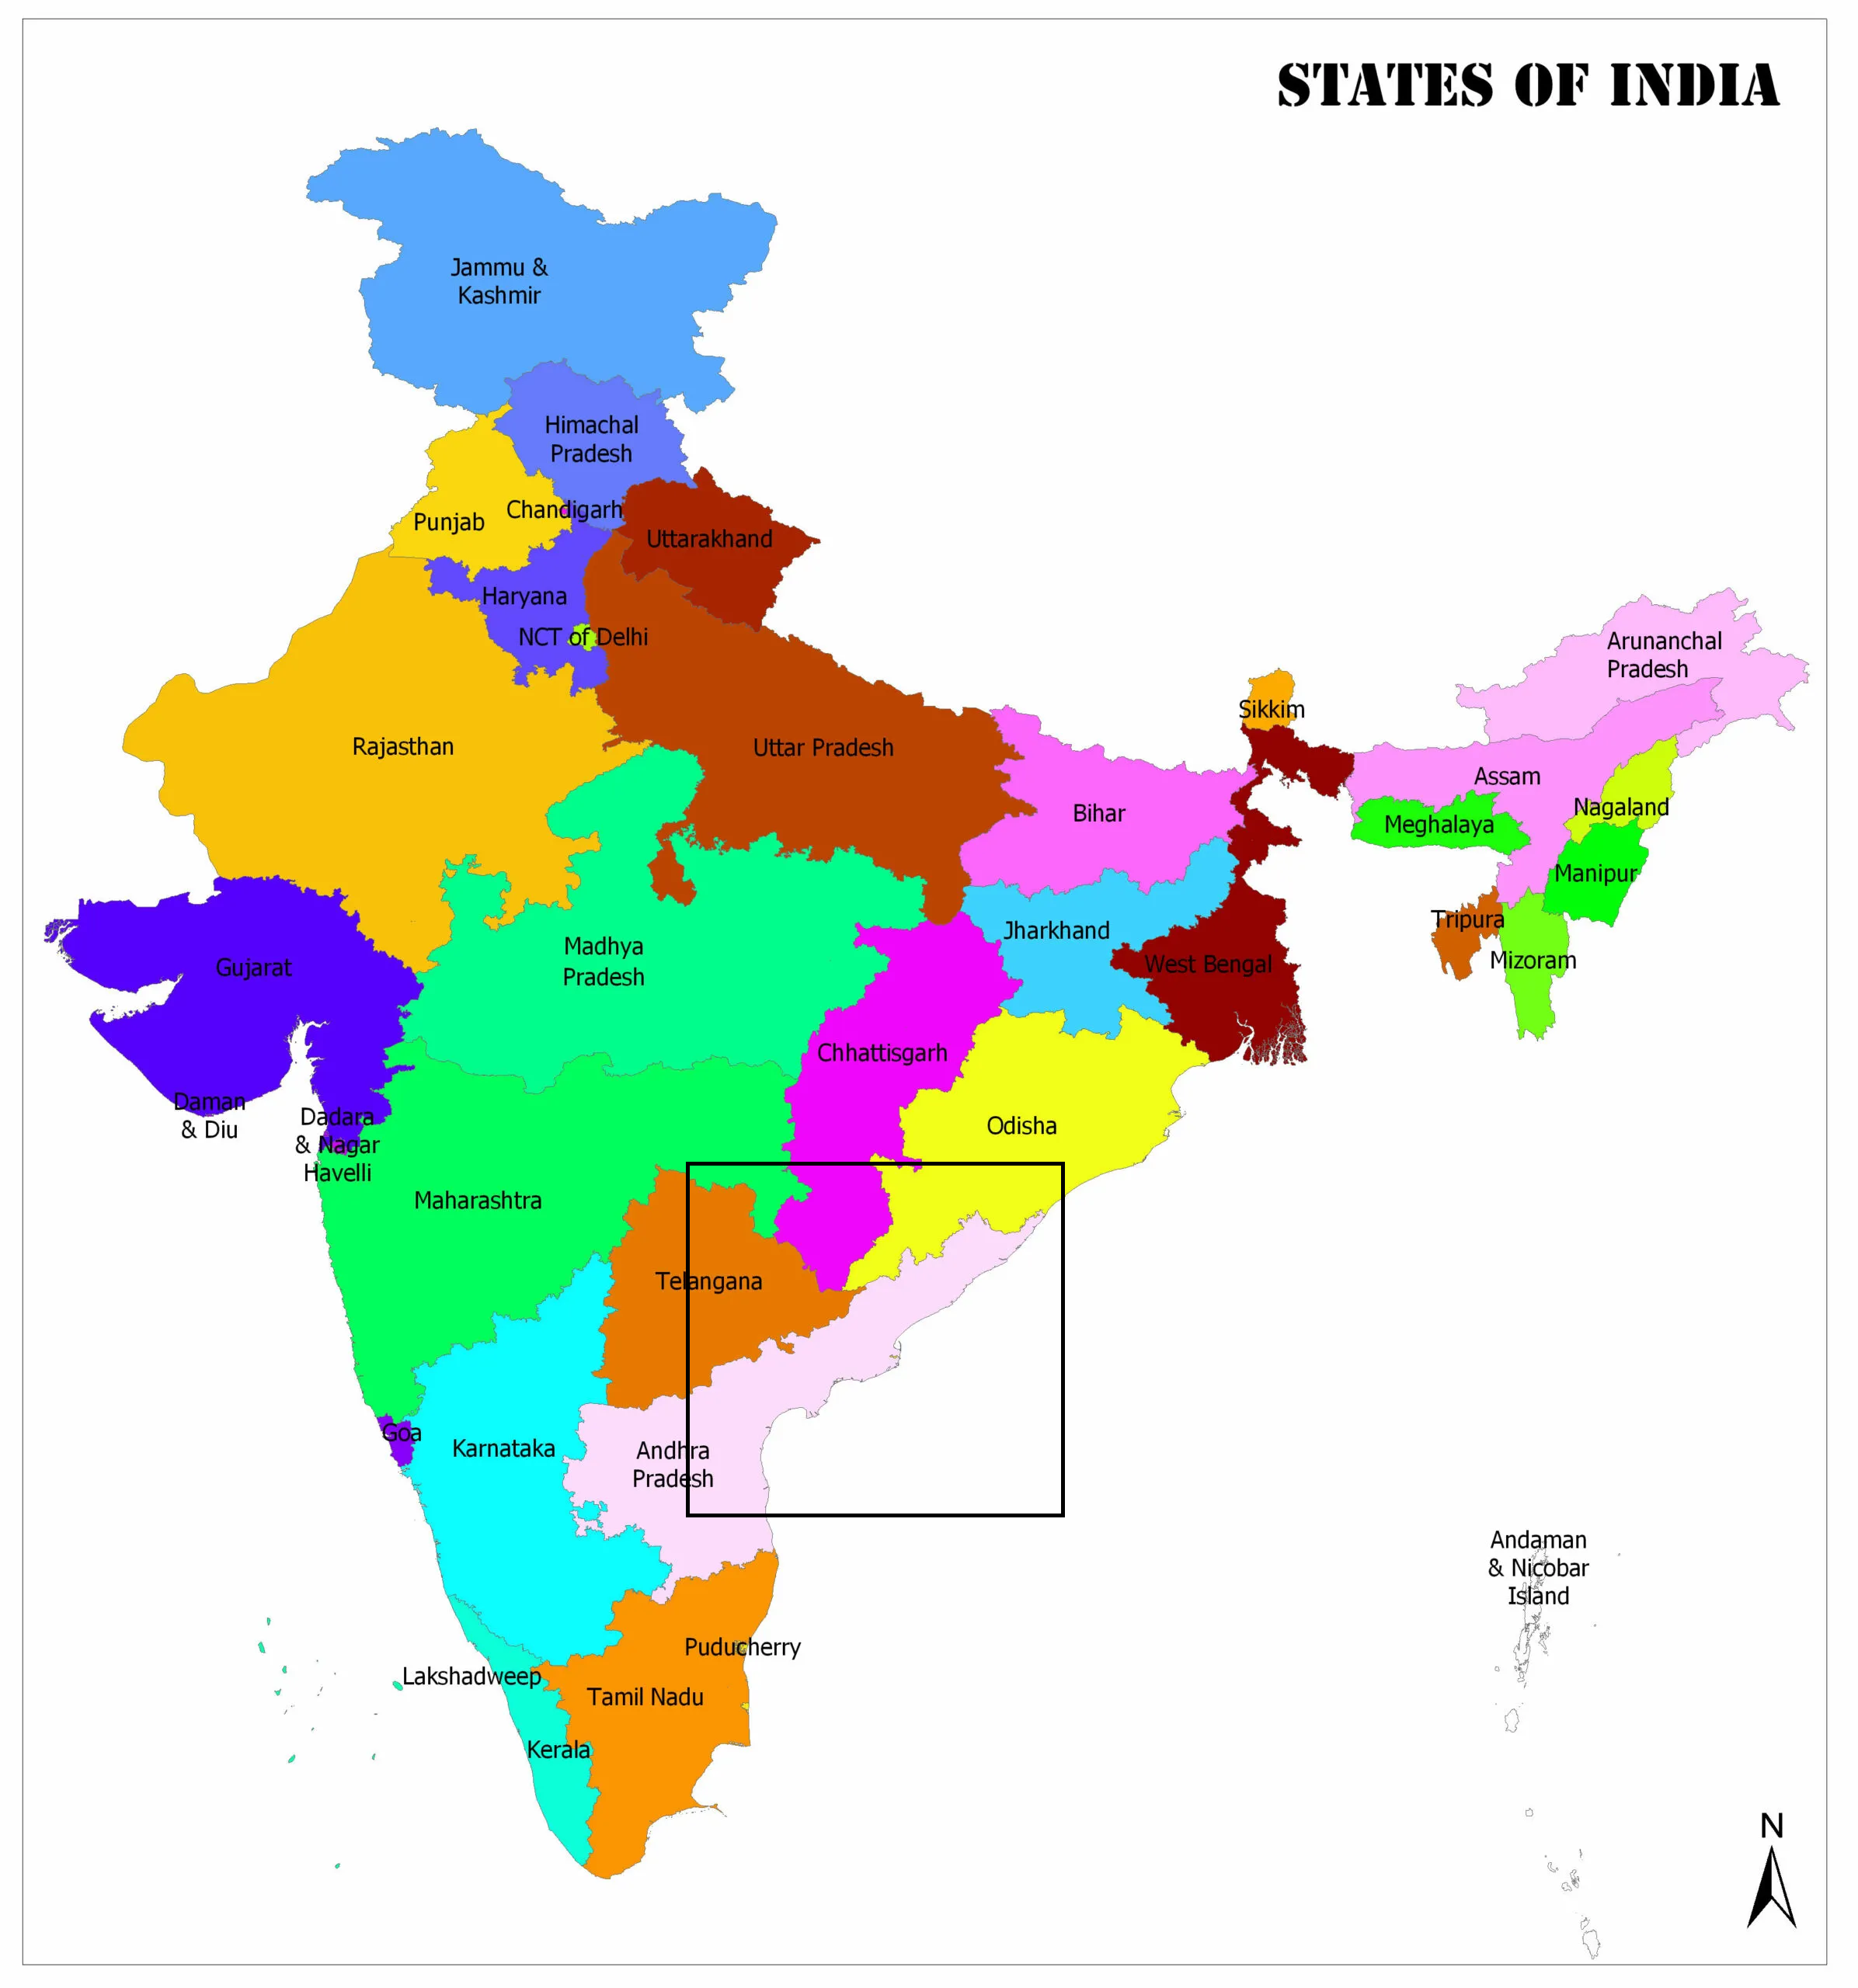 STATES OF INDIA
Jammu &
Kashmir
Himachal
Pradesh
Chandigarh
Punjab
Uttarakhand
Haryana
NCT of Delhi
Arunanchal
Pradesh
Sikkim
Rajasthan
Uttar Pradesh
Assam
Nagaland
Bihar
Meghalaya
Manipur
Tripura
Jharkhand
Madhya
Pradesh
Mizoram
West Bengal
Gujarat
Chhattisgarh
Daman
& Diu
Dadara
& Nagar
Havelli
Odisha
Maharashtra
Telangana
Goa
Karnataka
Andhra
Pradesh
Andaman
& Nicobar
Island
Puducherry
Lakshadweep
Tamil Nadu
Kerala
N